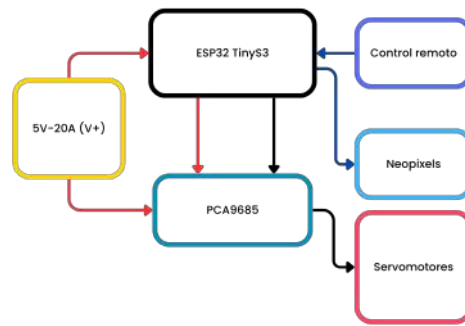 ESP32 TinyS3
Control remoto
5V-20A (V+)
Neopixels
PCA9685
Servomotores